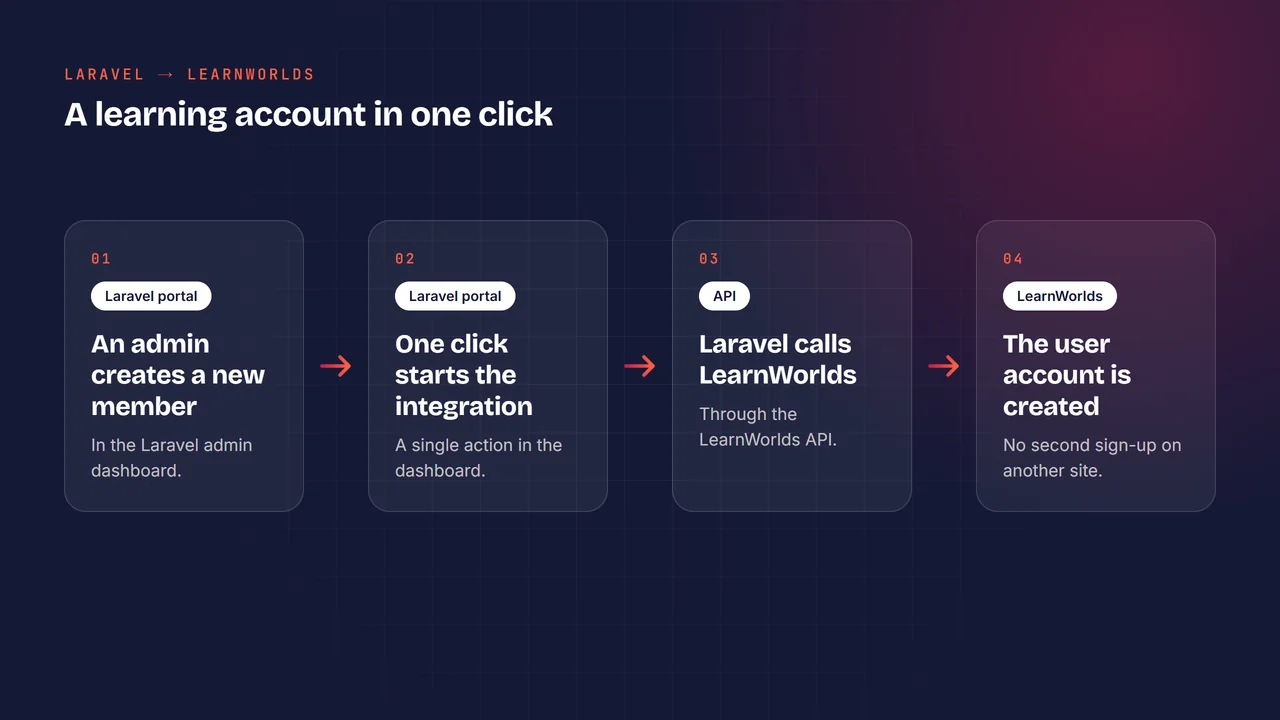 LARAVEL → LEARNWORLDS
A learning account in one click
01
Laravel portal
An admin
creates a new
member
In the Laravel admin
dashboard.
02
Laravel portal
One click
starts the
integration
A single action in the
dashboard.
03
API
Laravel calls
LearnWorlds
Through the
LearnWorlds API.
04
LearnWorlds
The user
account is
created
No second sign-up on
another site.